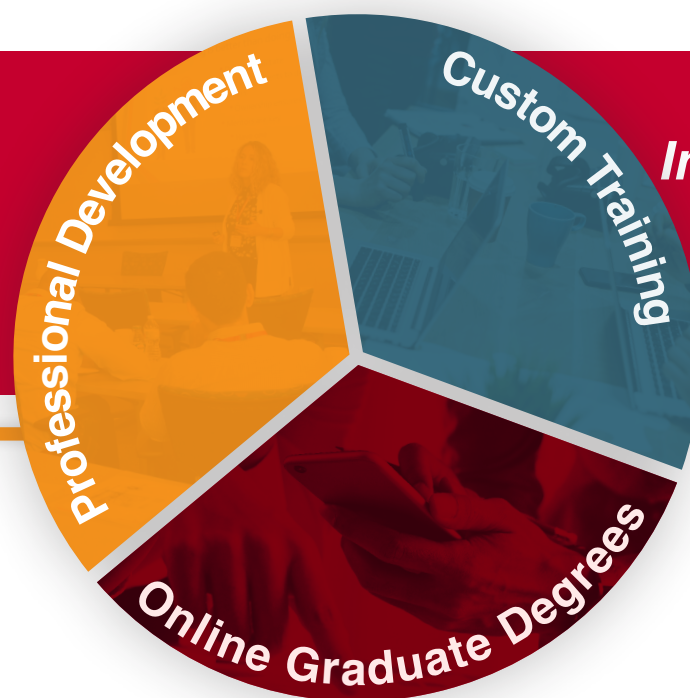 Professional Development
Custom Training
Online Graduate Degrees